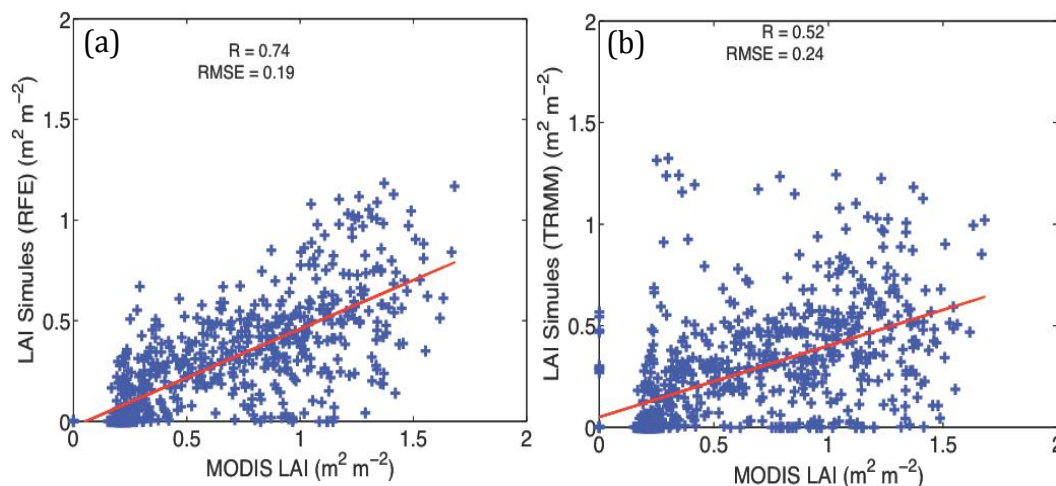 (a)
R = 0.74
RMSE = 0.19
2
1.5
1
0.5
0
LAI Simules (RFE) (m² m⁻²)
0 0.5 1 1.5 2
MODIS LAI (m² m⁻²)
(b)
R = 0.52
RMSE = 0.24
2
1.5
1
0.5
0
LAI Simules (TRMM) (m² m⁻²)
0 0.5 1 1.5 2
MODIS LAI (m² m⁻²)